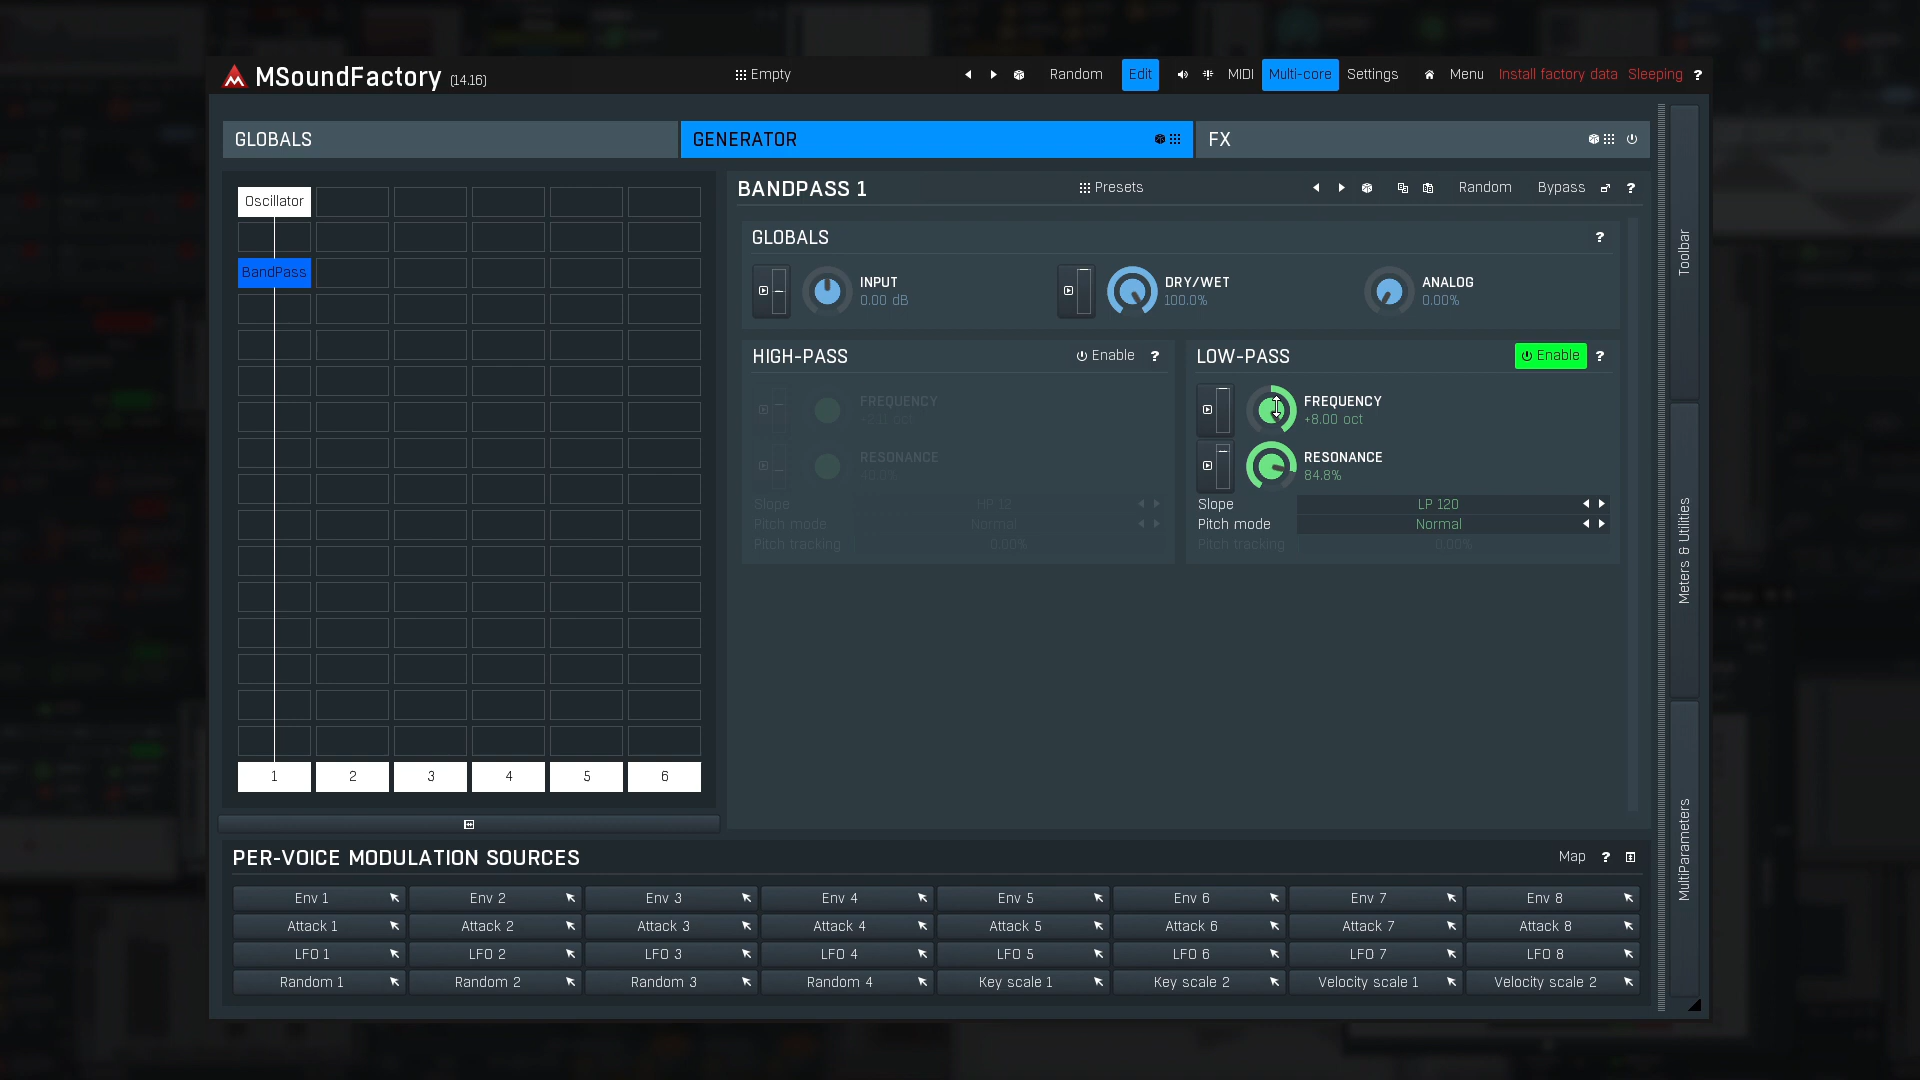 MSoundFactory (14.16)
Empty
Random
Edit
MIDI
Multi-core
Settings
Menu
Install factory data
Sleeping
?
GLOBALS
GENERATOR
FX
Oscillator
BandPass
1 2 3 4 5 6
BANDPASS 1
Presets
Random
Bypass
?
GLOBALS
?
INPUT
0.00 dB
DRY/WET
100.0%
ANALOG
0.00%
HIGH-PASS
Enable
?
FREQUENCY
RESONANCE
Slope
HP 12
Pitch mode
Normal
Pitch tracking
0.00%
LOW-PASS
Enable
?
FREQUENCY
+8.00 oct
RESONANCE
84.8%
Slope
LP 120
Pitch mode
Normal
Pitch tracking
0.00%
Toolbar
Meters & Utilities
MultiParameters
PER-VOICE MODULATION SOURCES
Map
?
Env 1 Env 2 Env 3 Env 4 Env 5 Env 6 Env 7 Env 8
Attack 1 Attack 2 Attack 3 Attack 4 Attack 5 Attack 6 Attack 7 Attack 8
LFO 1 LFO 2 LFO 3 LFO 4 LFO 5 LFO 6 LFO 7 LFO 8
Random 1 Random 2 Random 3 Random 4 Key scale 1 Key scale 2 Velocity scale 1 Velocity scale 2